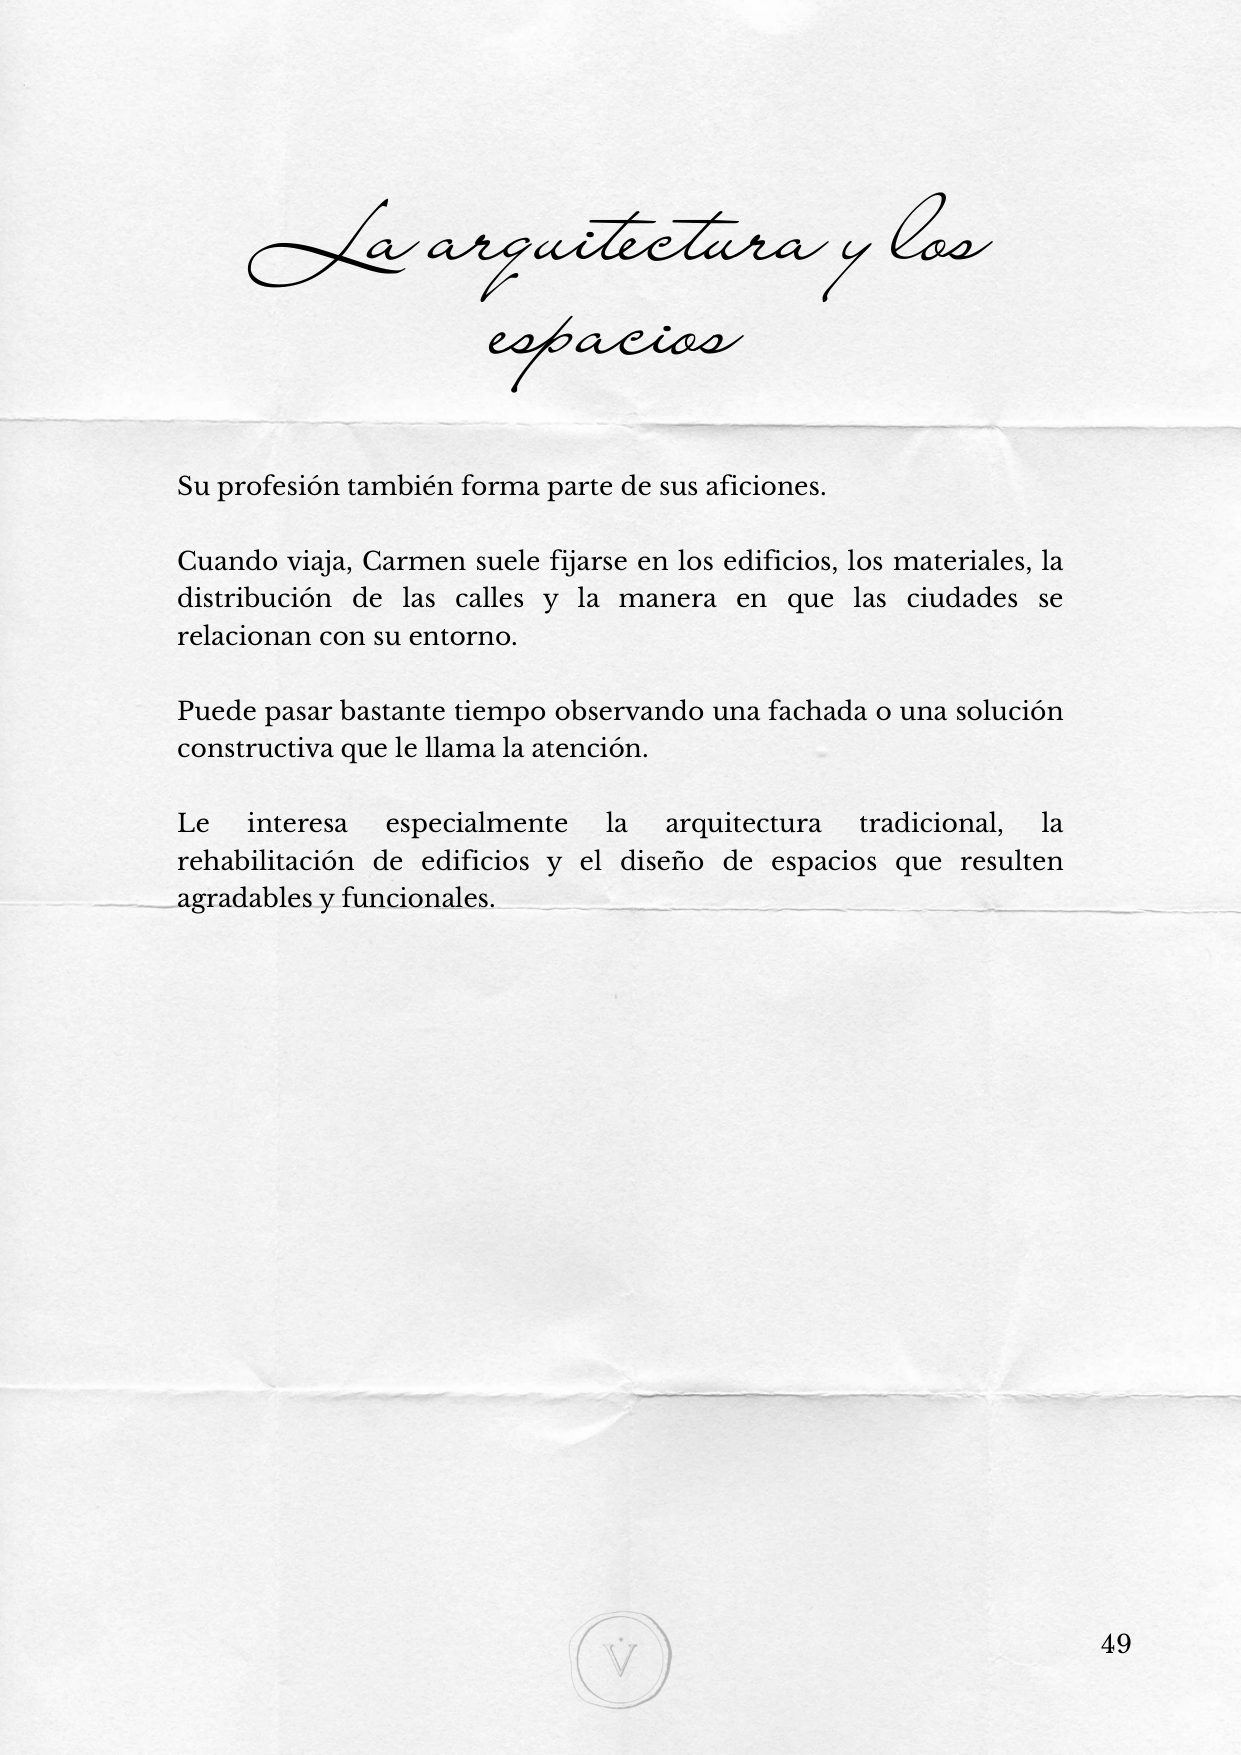 La arquitectura y los
espacios
Su profesión también forma parte de sus aficiones.
Cuando viaja, Carmen suele fijarse en los edificios, los materiales, la
distribución de las calles y la manera en que las ciudades se
relacionan con su entorno.
Puede pasar bastante tiempo observando una fachada o una solución
constructiva que le llama la atención.
Le interesa especialmente la arquitectura tradicional, la
rehabilitación de edificios y el diseño de espacios que resulten
agradables y funcionales.
V
49